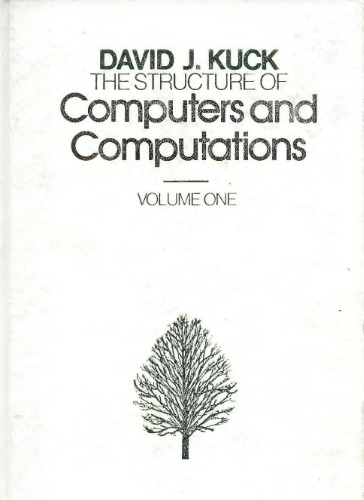 DAVID J. KUCK
THE STRUCTURE OF
Computers and
Computations
VOLUME ONE